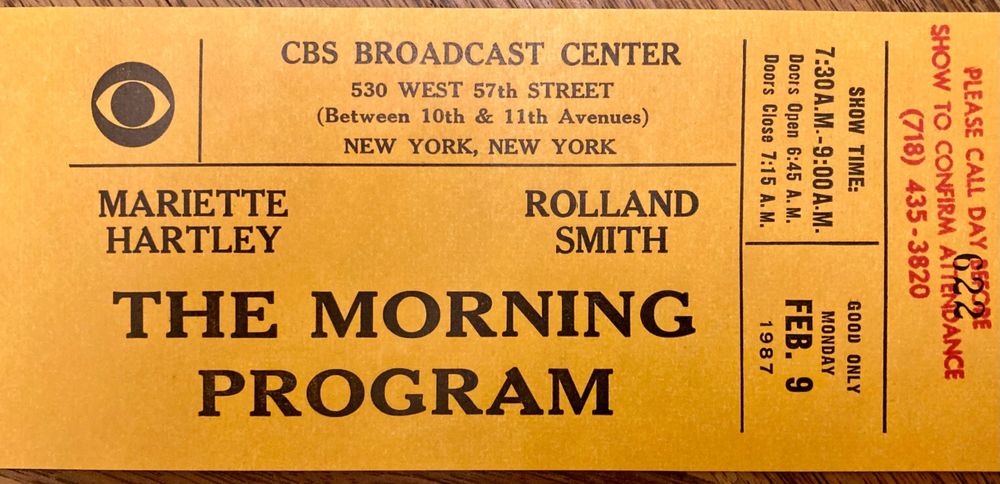 CBS BROADCAST CENTER
530 WEST 57th STREET
(Between 10th & 11th Avenues)
NEW YORK, NEW YORK
MARIETTE
HARTLEY
ROLLAND
SMITH
THE MORNING
PROGRAM
SHOW TIME:
7:30 A.M.-9:00 A.M.
Doors Open 6:45 A.M.
Doors Close 7:15 A.M.
GOOD ONLY
MONDAY
FEB. 9
1987
PLEASE CALL DAY BEFORE
SHOW TO CONFIRM ATTENDANCE
(718) 435-3820
622